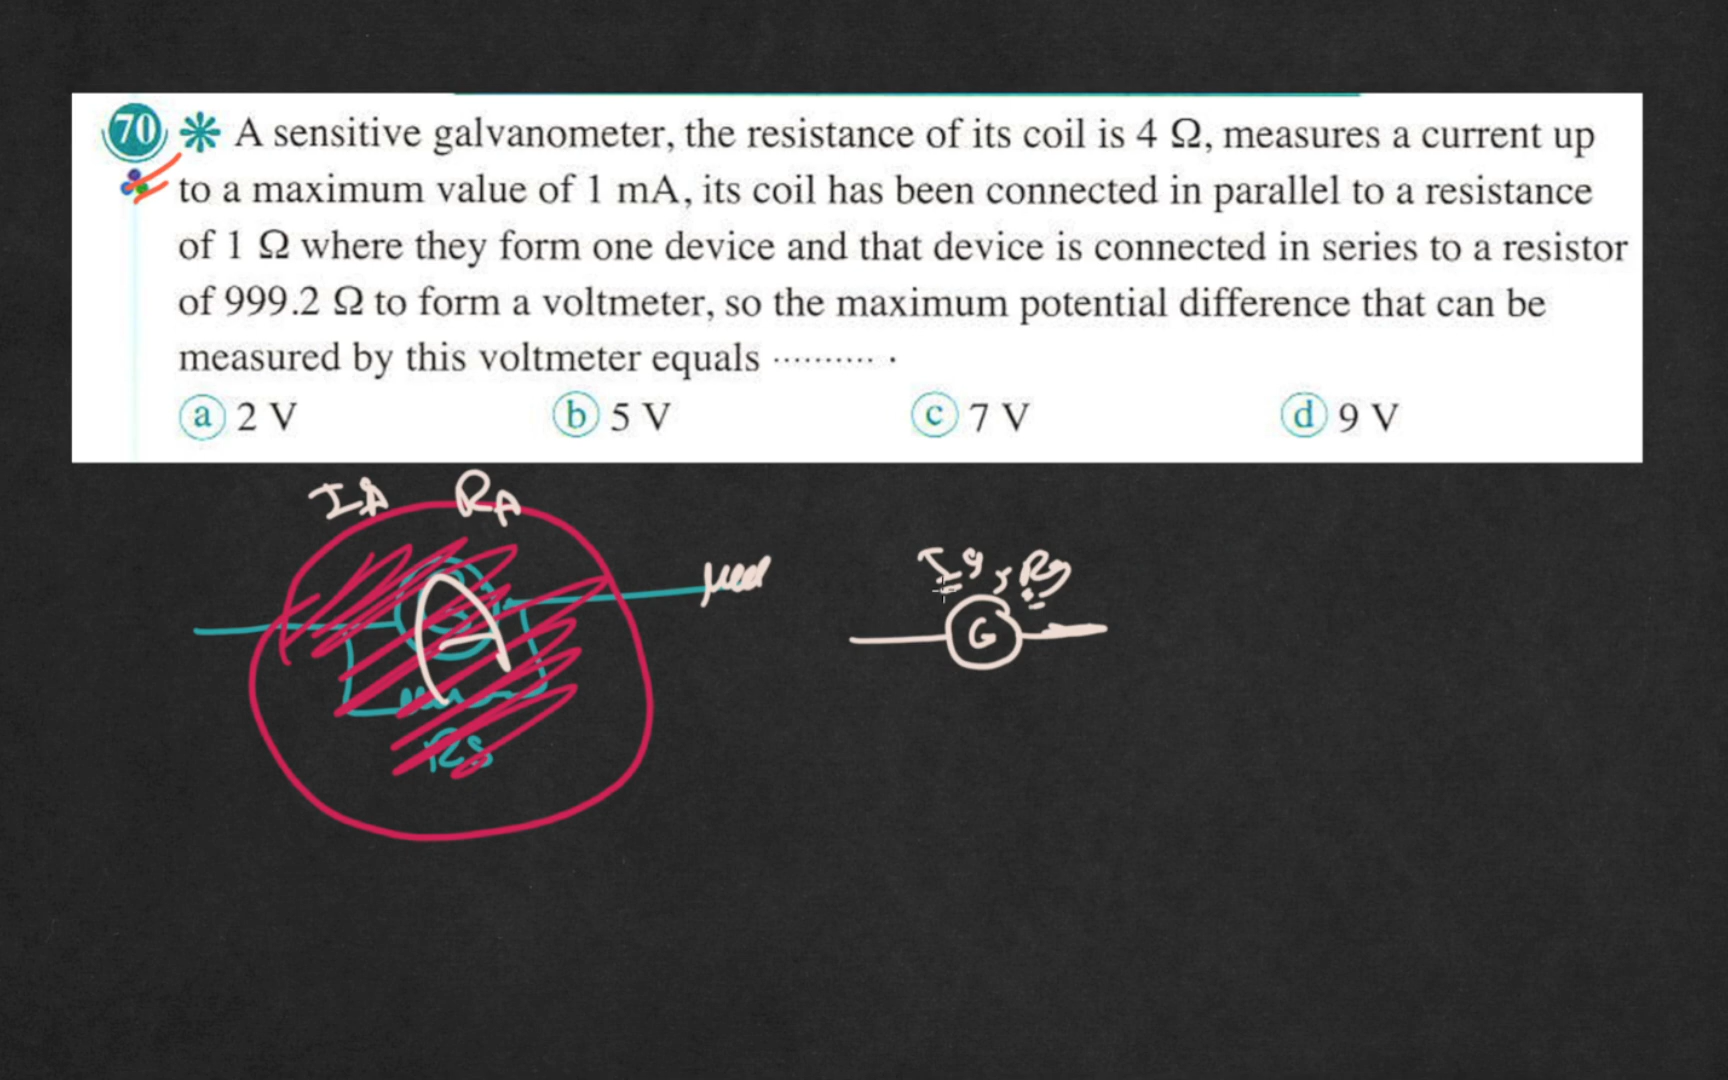 70 * A sensitive galvanometer, the resistance of its coil is 4 Ω, measures a current up
to a maximum value of 1 mA, its coil has been connected in parallel to a resistance
of 1 Ω where they form one device and that device is connected in series to a resistor
of 999.2 Ω to form a voltmeter, so the maximum potential difference that can be
measured by this voltmeter equals .......... .
a 2 V b 5 V c 7 V d 9 V
IA RA
Ig , Rg
A G
Rs